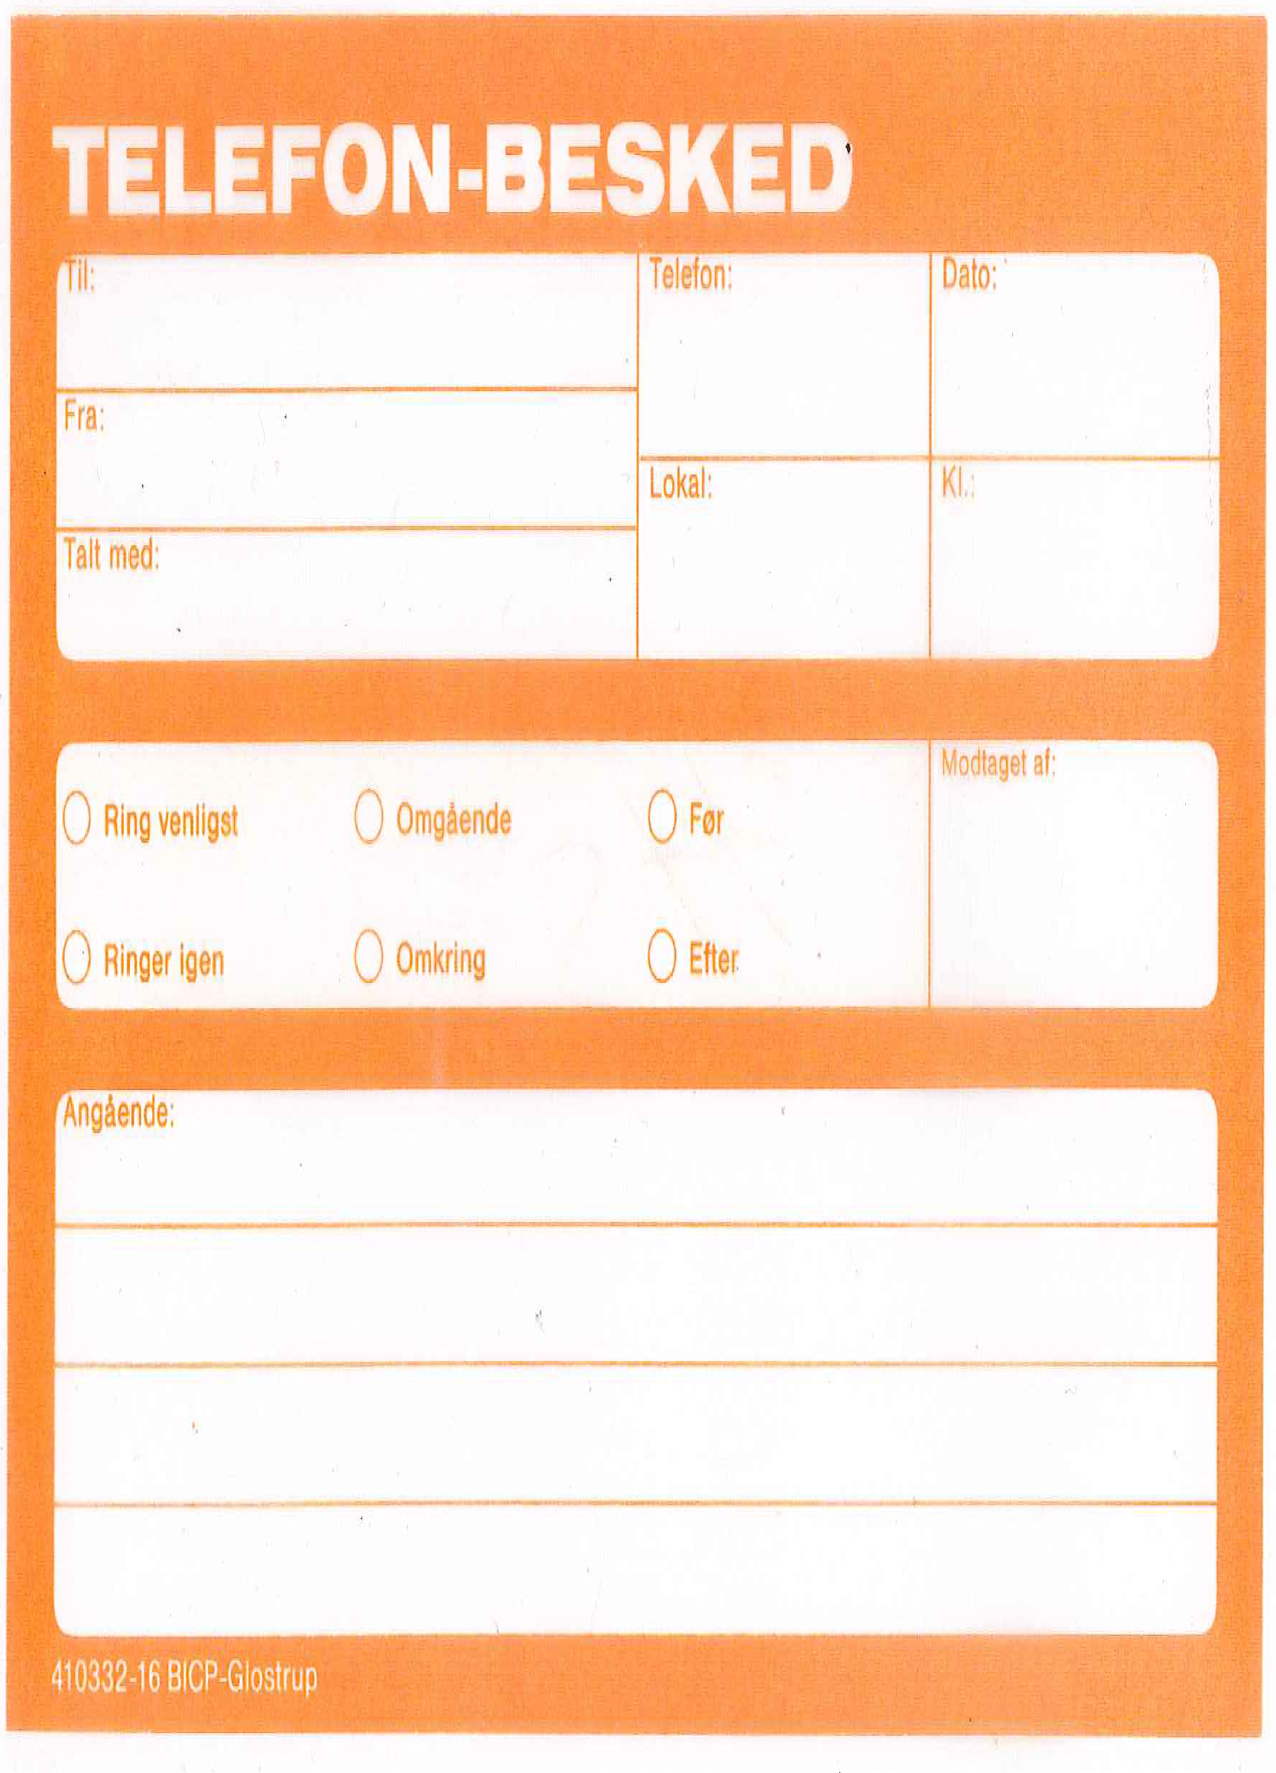 TELEFON-BESKED
Til:
Telefon:
Dato:
Fra:
Lokal:
Kl.:
Talt med:
Modtaget af:
Ring venligst
Omgående
Før
Ringer igen
Omkring
Efter
Angående:
410332-16 BICP-Glostrup